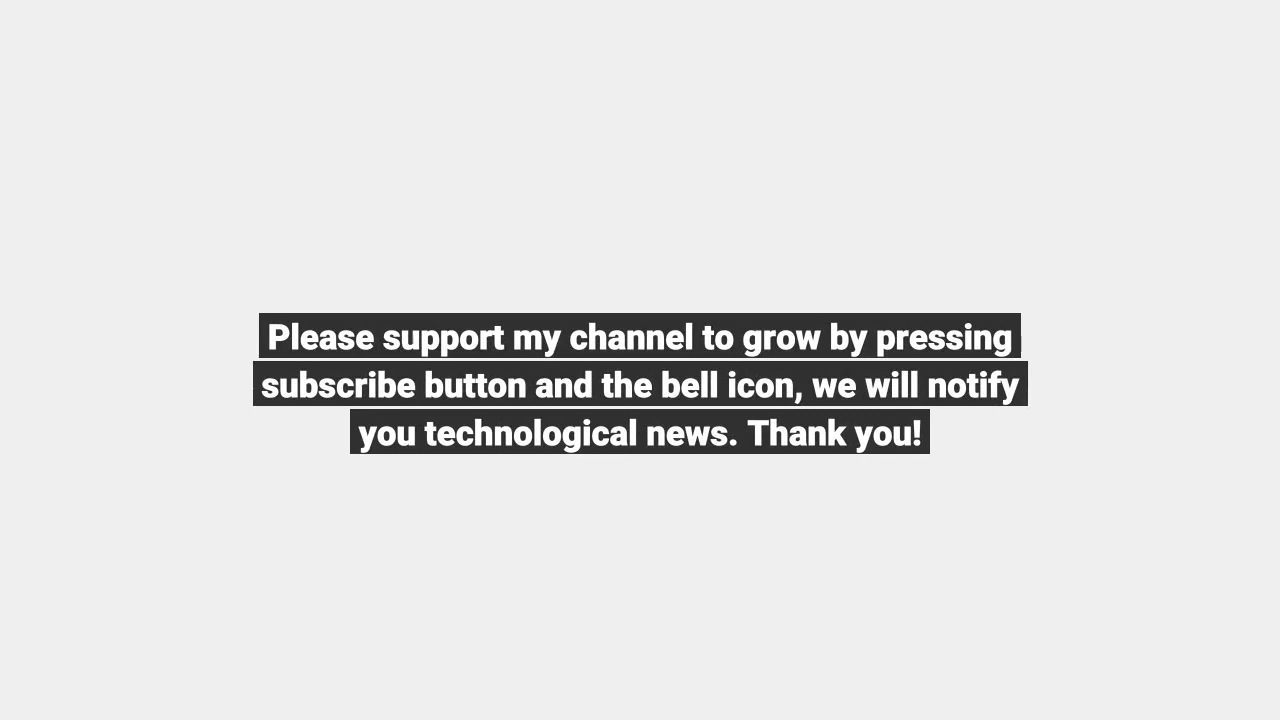 Please support my channel to grow by pressing
subscribe button and the bell icon, we will notify
you technological news. Thank you!